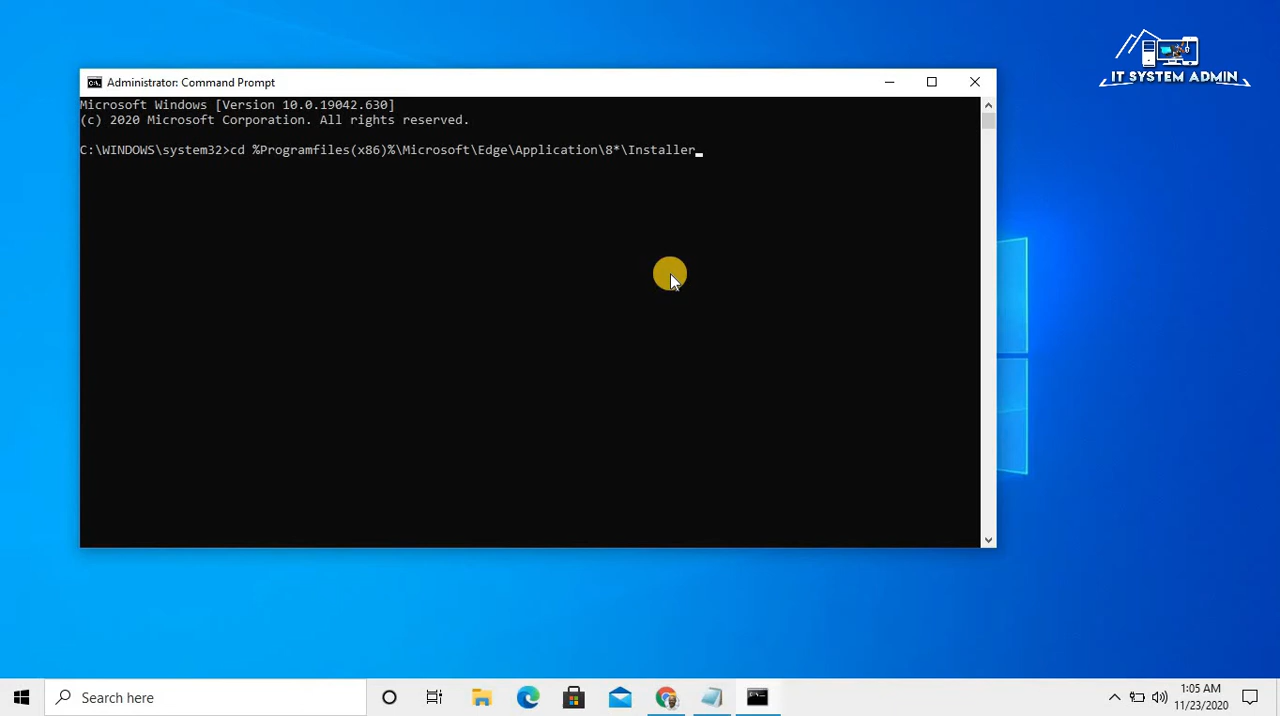 IT SYSTEM ADMIN
Administrator: Command Prompt
Microsoft Windows [Version 10.0.19042.630]
(c) 2020 Microsoft Corporation. All rights reserved.
C:\WINDOWS\system32>cd %Programfiles(x86)%\Microsoft\Edge\Application\8*\Installer
Search here
1:05 AM
11/23/2020